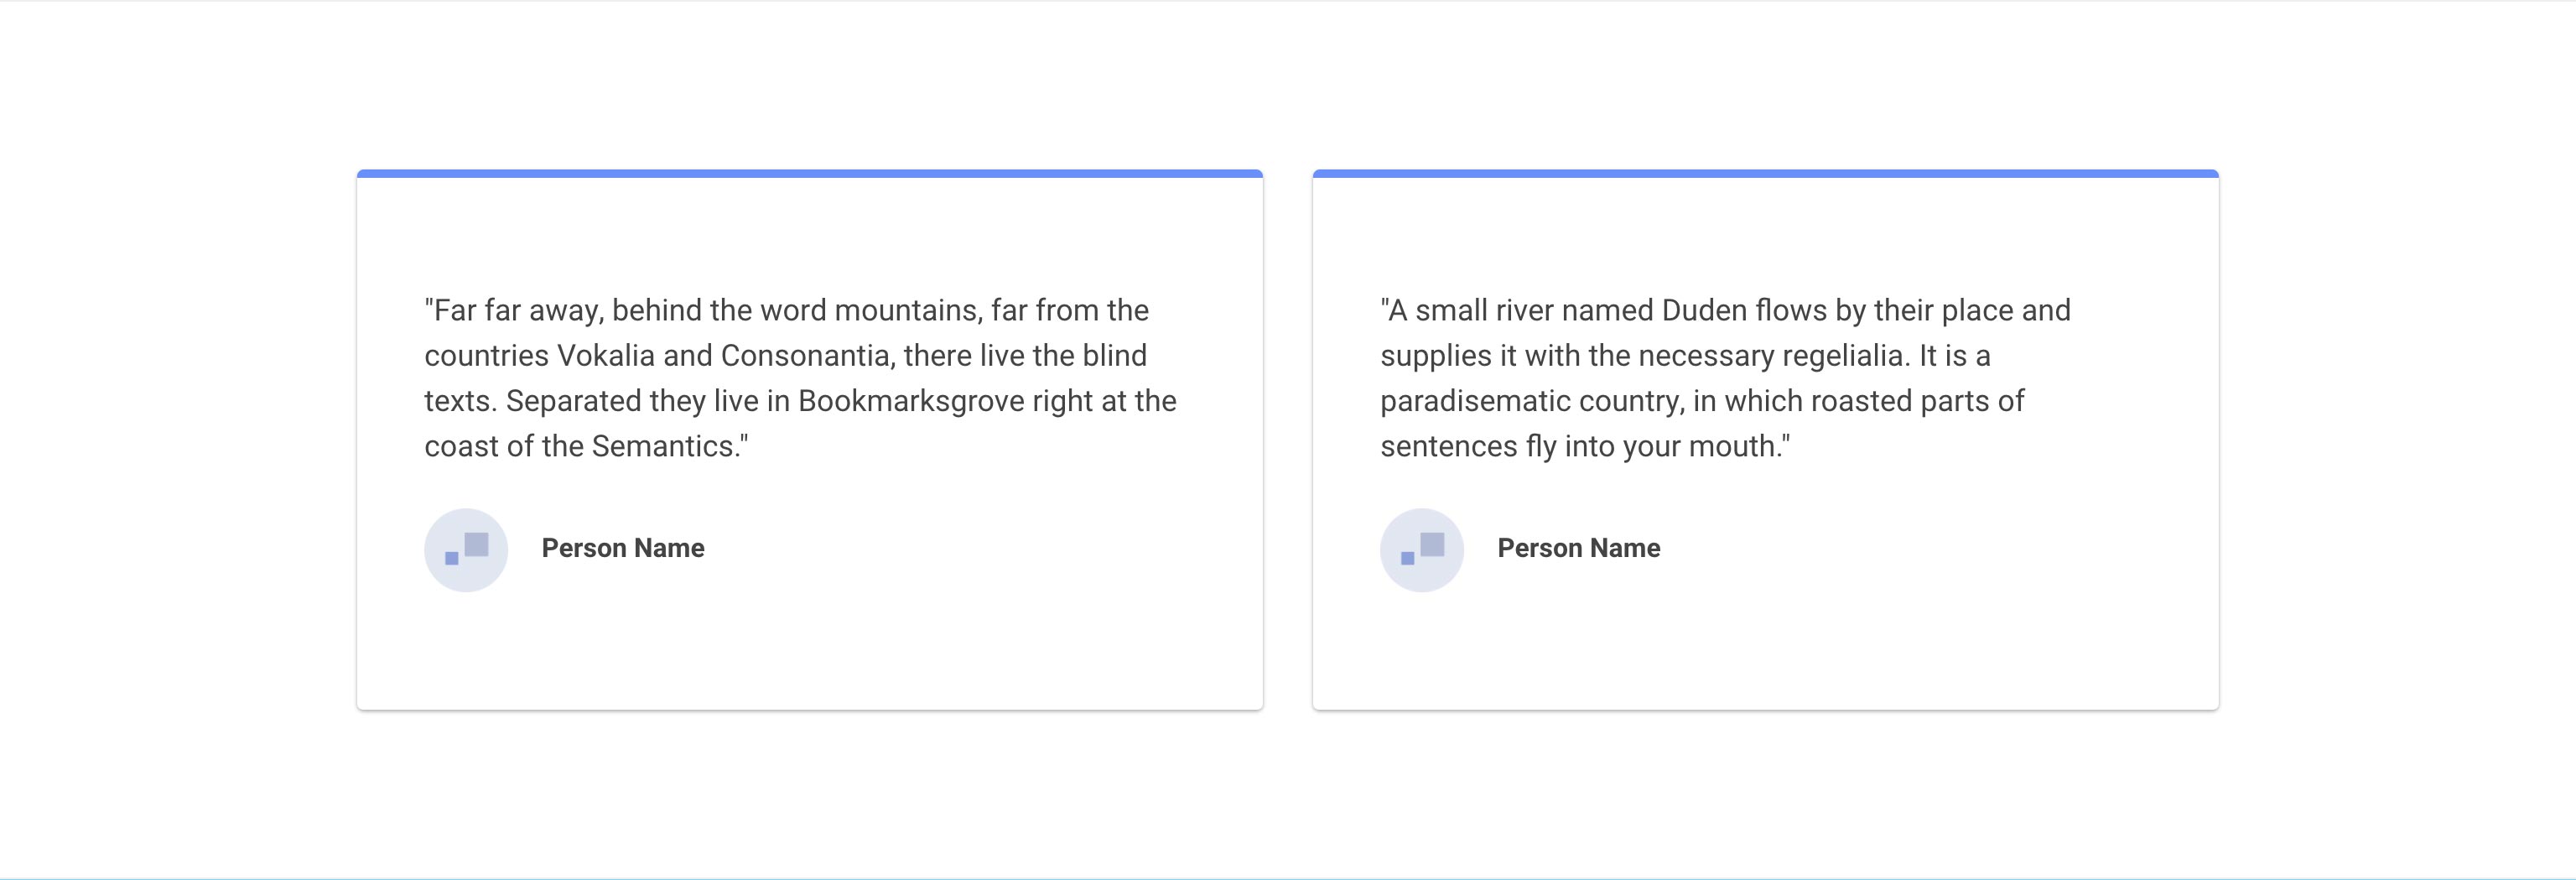 "Far far away, behind the word mountains, far from the
countries Vokalia and Consonantia, there live the blind
texts. Separated they live in Bookmarksgrove right at the
coast of the Semantics."
Person Name
"A small river named Duden flows by their place and
supplies it with the necessary regelialia. It is a
paradisematic country, in which roasted parts of
sentences fly into your mouth."
Person Name